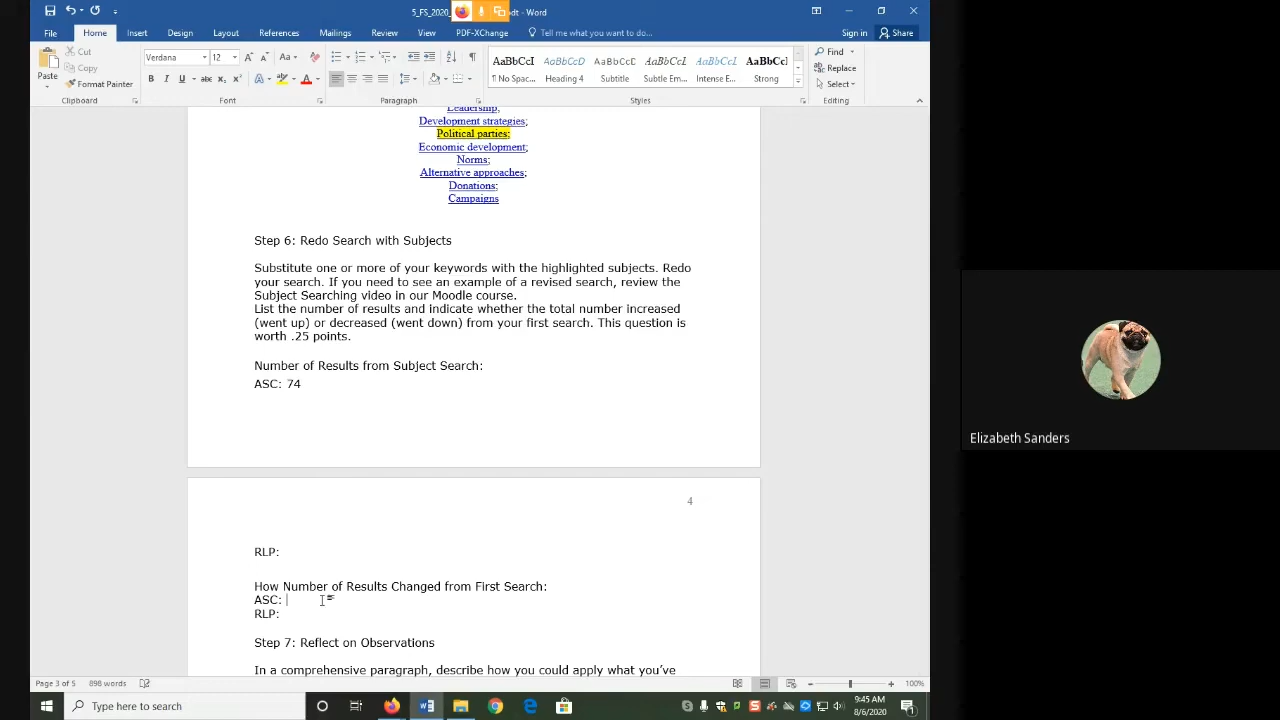 5_FS_2020_
dt - Word
File
Home
Insert
Design
Layout
References
Mailings
Review
View
PDF-XChange
Tell me what you want to do...
Sign in
Share
Paste
Cut
Copy
Format Painter
Clipboard
Verdana
12
Font
Paragraph
AaBbCcI
¶ No Spac...
AaBbCcD
Heading 4
AaBbCcD
Subtitle
AaBbCcI
Subtle Em...
AaBbCcI
Intense E...
AaBbCc
Strong
Styles
Find
Replace
Select
Editing
Leadership;
Development strategies;
Political parties;
Economic development;
Norms;
Alternative approaches;
Donations;
Campaigns
Step 6: Redo Search with Subjects
Substitute one or more of your keywords with the highlighted subjects. Redo
your search. If you need to see an example of a revised search, review the
Subject Searching video in our Moodle course.
List the number of results and indicate whether the total number increased
(went up) or decreased (went down) from your first search. This question is
worth .25 points.
Number of Results from Subject Search:
ASC: 74
4
RLP:
How Number of Results Changed from First Search:
ASC:
RLP:
Step 7: Reflect on Observations
In a comprehensive paragraph, describe how you could apply what you've
Elizabeth Sanders
Page 3 of 5
898 words
100%
Type here to search
9:45 AM
8/6/2020